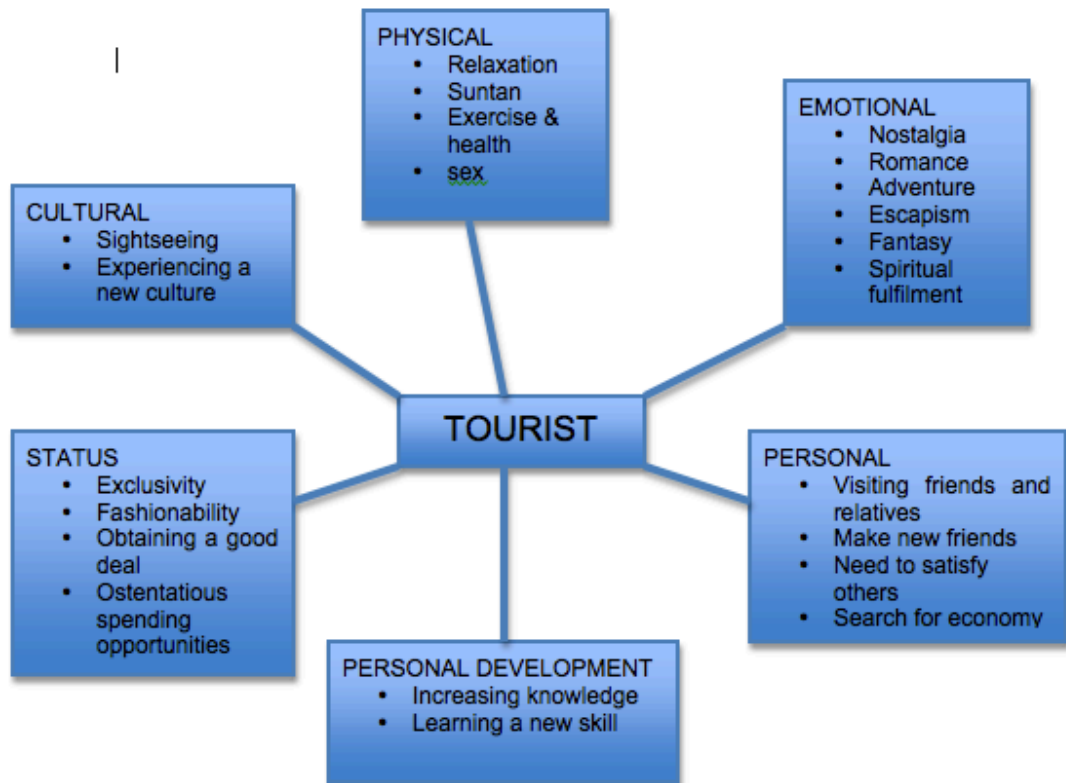 PHYSICAL
• Relaxation
• Suntan
• Exercise &
health
• sex
EMOTIONAL
• Nostalgia
• Romance
• Adventure
• Escapism
• Fantasy
• Spiritual
fulfilment
CULTURAL
• Sightseeing
• Experiencing a
new culture
TOURIST
STATUS
• Exclusivity
• Fashionability
• Obtaining a good
deal
• Ostentatious
spending
opportunities
PERSONAL
• Visiting friends and
relatives
• Make new friends
• Need to satisfy
others
• Search for economy
PERSONAL DEVELOPMENT
• Increasing knowledge
• Learning a new skill